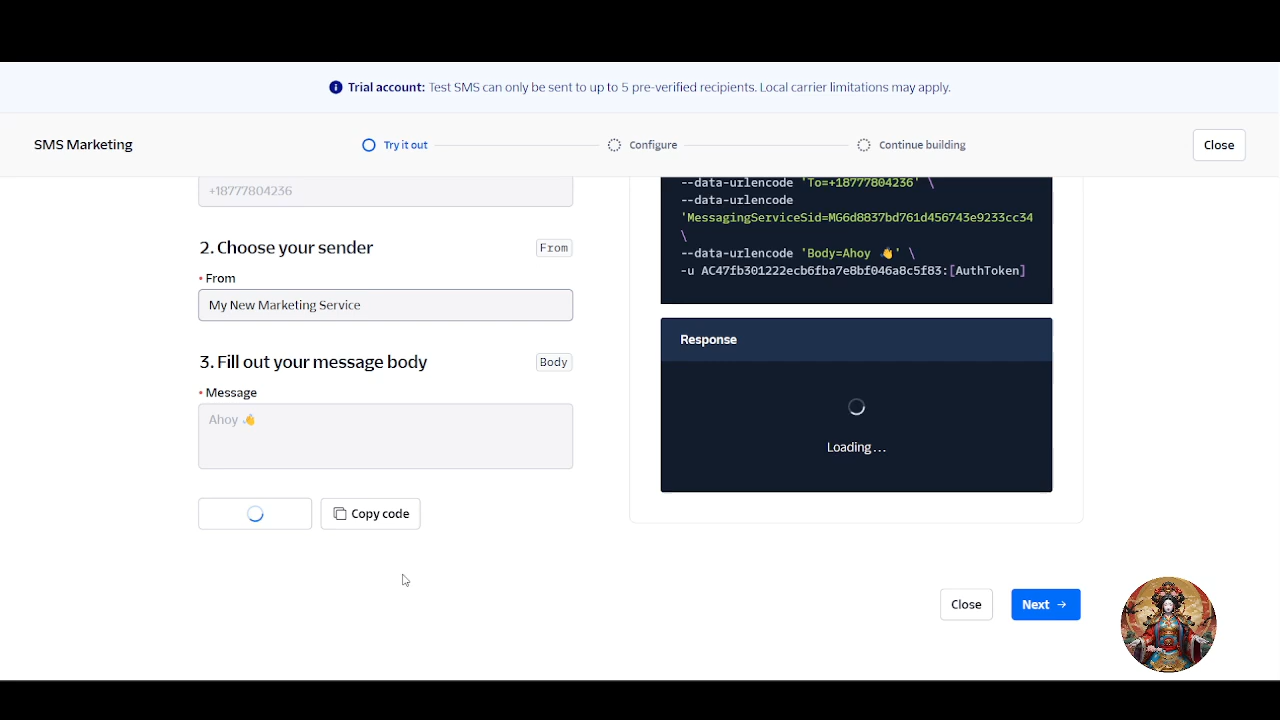 Trial account: Test SMS can only be sent to up to 5 pre-verified recipients. Local carrier limitations may apply.
SMS Marketing
Try it out
Configure
Continue building
Close
+18777804236
2. Choose your sender
From
• From
My New Marketing Service
3. Fill out your message body
Body
• Message
Ahoy 👋
Copy code
--data-urlencode 'To=+18777804236' \
--data-urlencode
'MessagingServiceSid=MG6d8837bd761d456743e9233cc34
\
--data-urlencode 'Body=Ahoy 👋' \
-u AC47fb301222ecb6fba7e8bf046a8c5f83:[AuthToken]
Response
Loading...
Close
Next →